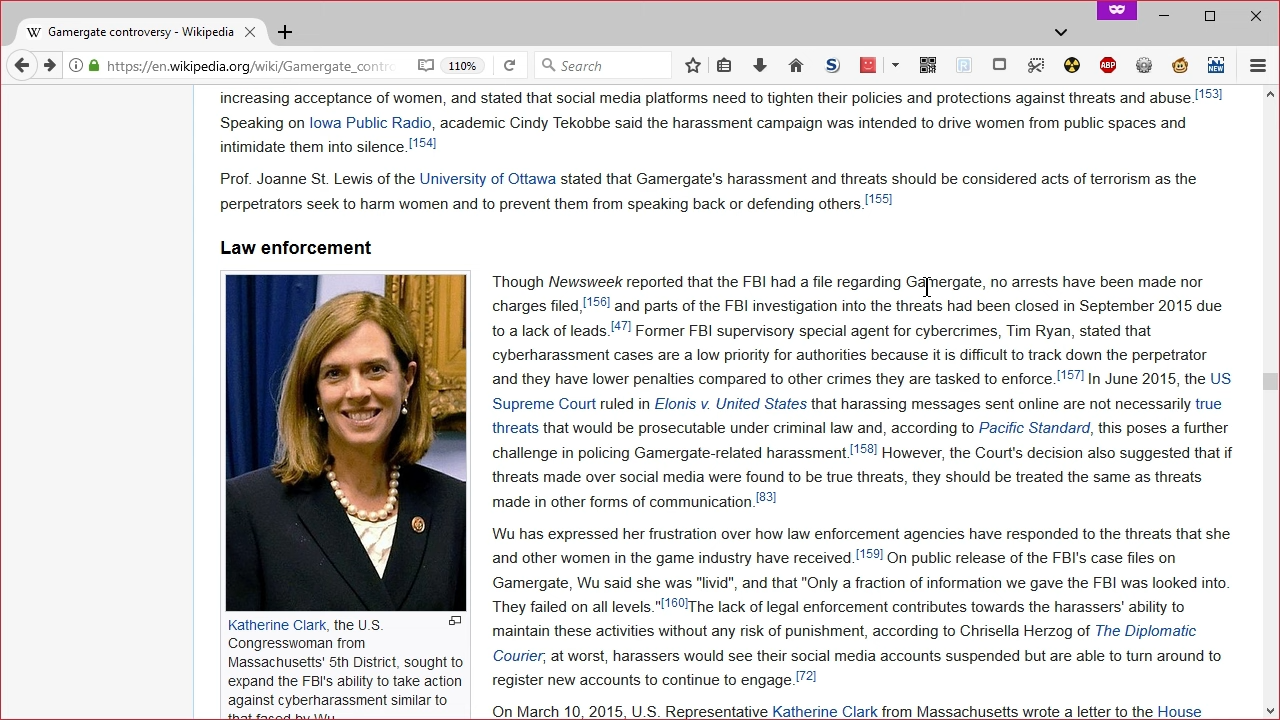 Gamergate controversy - Wikipedia
https://en.wikipedia.org/wiki/Gamergate_contro
110%
Search
ABP
NEW
increasing acceptance of women, and stated that social media platforms need to tighten their policies and protections against threats and abuse.[153]
Speaking on Iowa Public Radio, academic Cindy Tekobbe said the harassment campaign was intended to drive women from public spaces and
intimidate them into silence.[154]
Prof. Joanne St. Lewis of the University of Ottawa stated that Gamergate's harassment and threats should be considered acts of terrorism as the
perpetrators seek to harm women and to prevent them from speaking back or defending others.[155]
Law enforcement
Though Newsweek reported that the FBI had a file regarding Gamergate, no arrests have been made nor
charges filed,[156] and parts of the FBI investigation into the threats had been closed in September 2015 due
to a lack of leads.[47] Former FBI supervisory special agent for cybercrimes, Tim Ryan, stated that
cyberharassment cases are a low priority for authorities because it is difficult to track down the perpetrator
and they have lower penalties compared to other crimes they are tasked to enforce.[157] In June 2015, the US
Supreme Court ruled in Elonis v. United States that harassing messages sent online are not necessarily true
threats that would be prosecutable under criminal law and, according to Pacific Standard, this poses a further
challenge in policing Gamergate-related harassment.[158] However, the Court's decision also suggested that if
threats made over social media were found to be true threats, they should be treated the same as threats
made in other forms of communication.[83]
Wu has expressed her frustration over how law enforcement agencies have responded to the threats that she
and other women in the game industry have received.[159] On public release of the FBI's case files on
Gamergate, Wu said she was "livid", and that "Only a fraction of information we gave the FBI was looked into.
They failed on all levels."[160]The lack of legal enforcement contributes towards the harassers' ability to
maintain these activities without any risk of punishment, according to Chrisella Herzog of The Diplomatic
Courier; at worst, harassers would see their social media accounts suspended but are able to turn around to
register new accounts to continue to engage.[72]
On March 10, 2015, U.S. Representative Katherine Clark from Massachusetts wrote a letter to the House
Katherine Clark, the U.S.
Congresswoman from
Massachusetts' 5th District, sought to
expand the FBI's ability to take action
against cyberharassment similar to
that faced by Wu